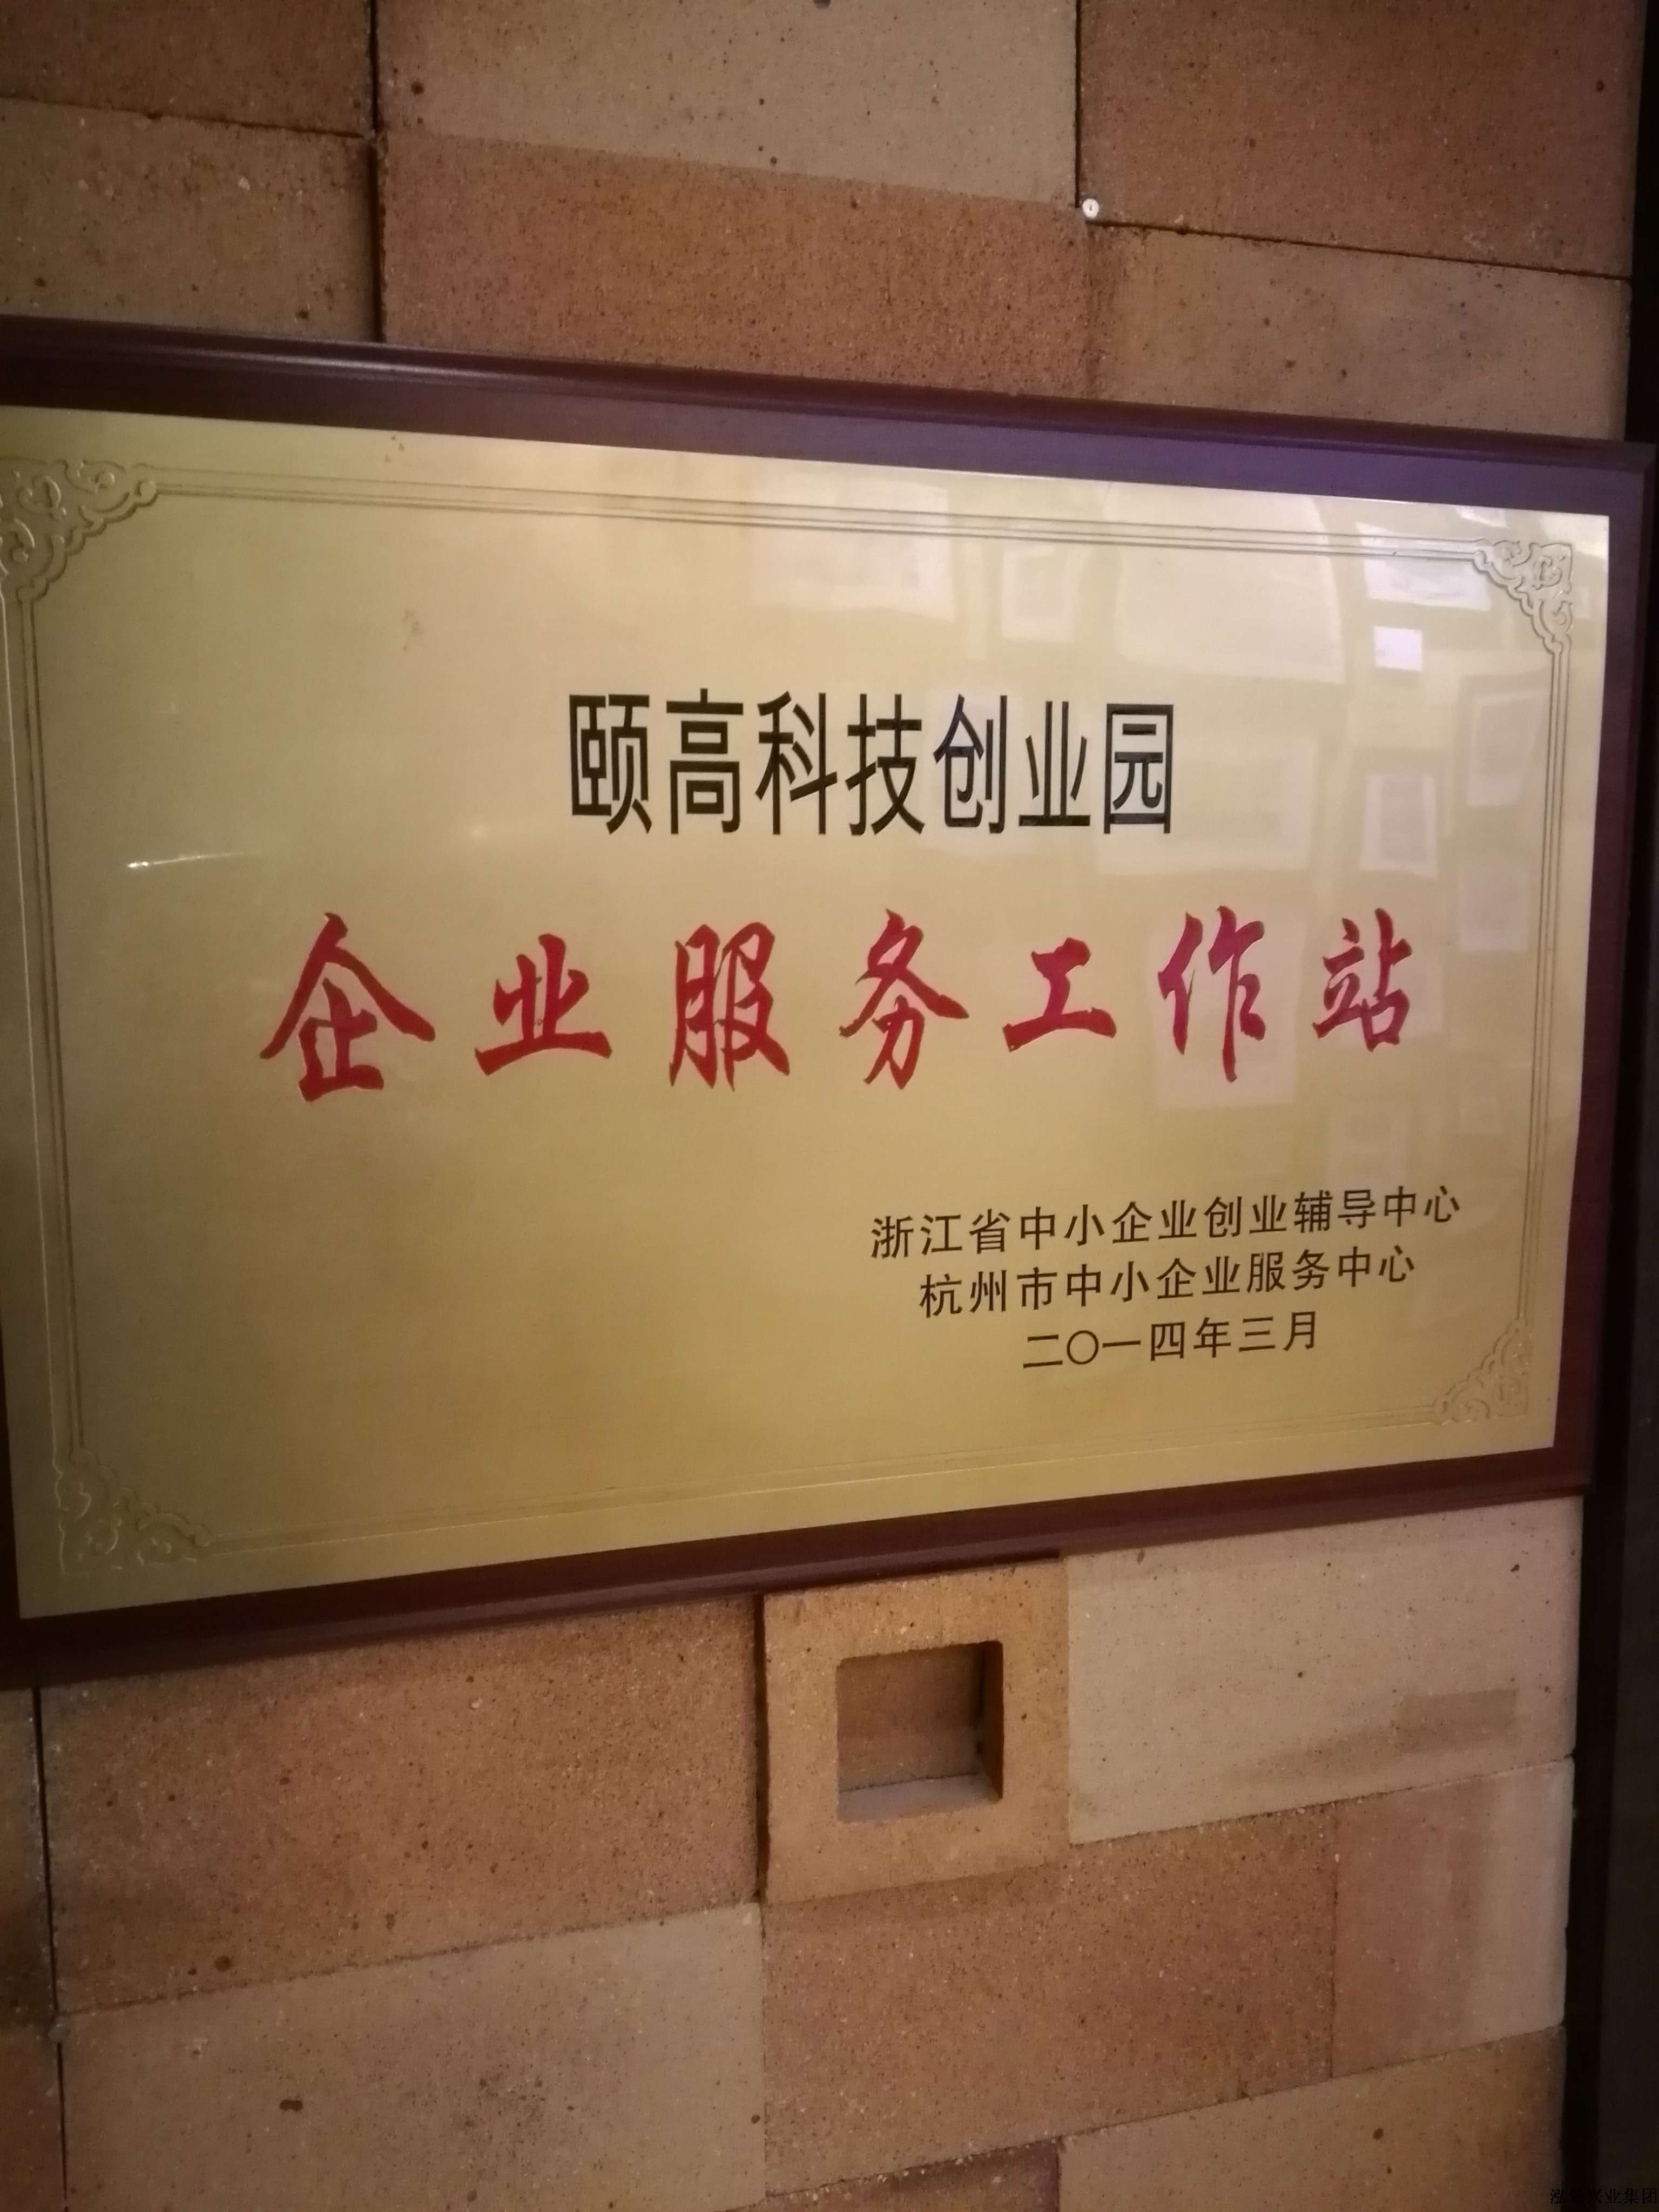 颐高科技创业园
企业服务工作站
浙江省中小企业创业辅导中心
杭州市中小企业服务中心
二〇一四年三月